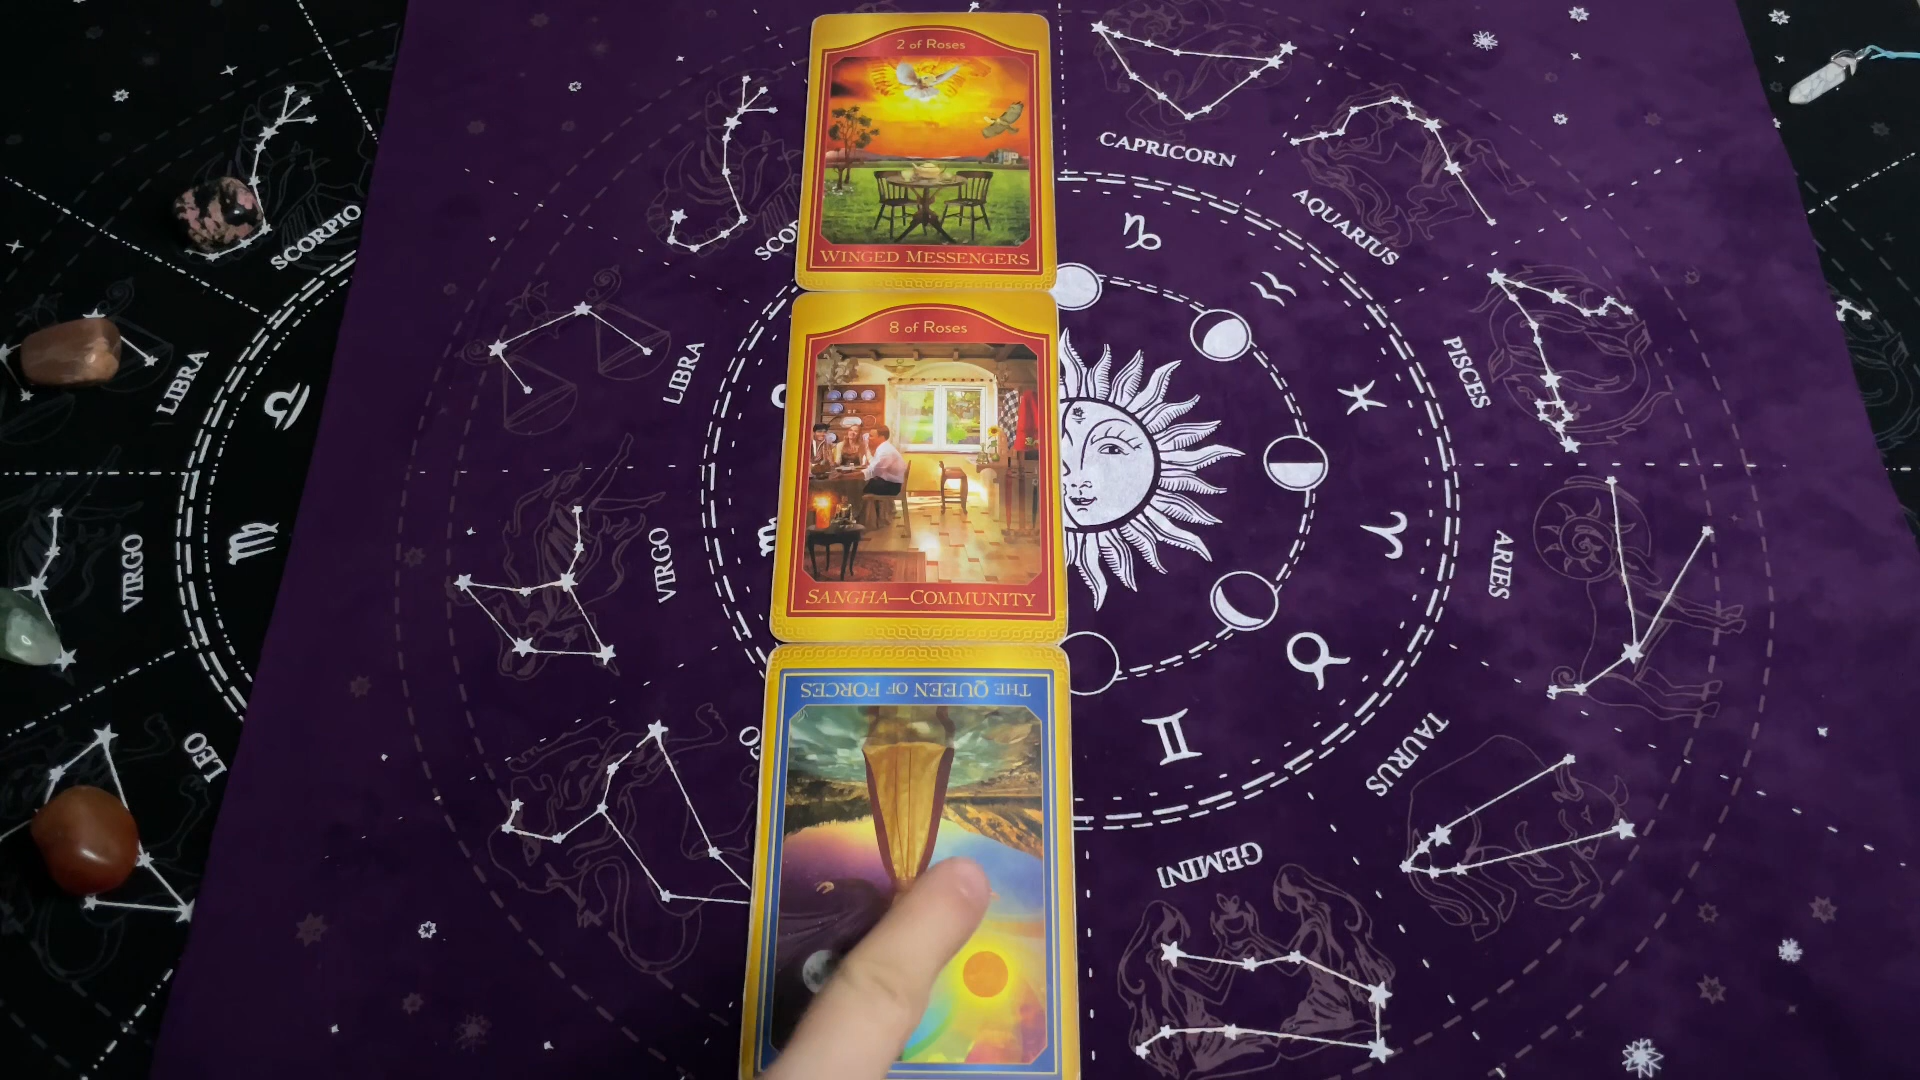 2 of Roses
WINGED MESSENGERS
8 of Roses
SANGHA—COMMUNITY
THE QUEEN OF FORCES
CAPRICORN
AQUARIUS
PISCES
ARIES
TAURUS
GEMINI
VIRGO
LIBRA
SCORPIO
LIBRA
VIRGO
LEO